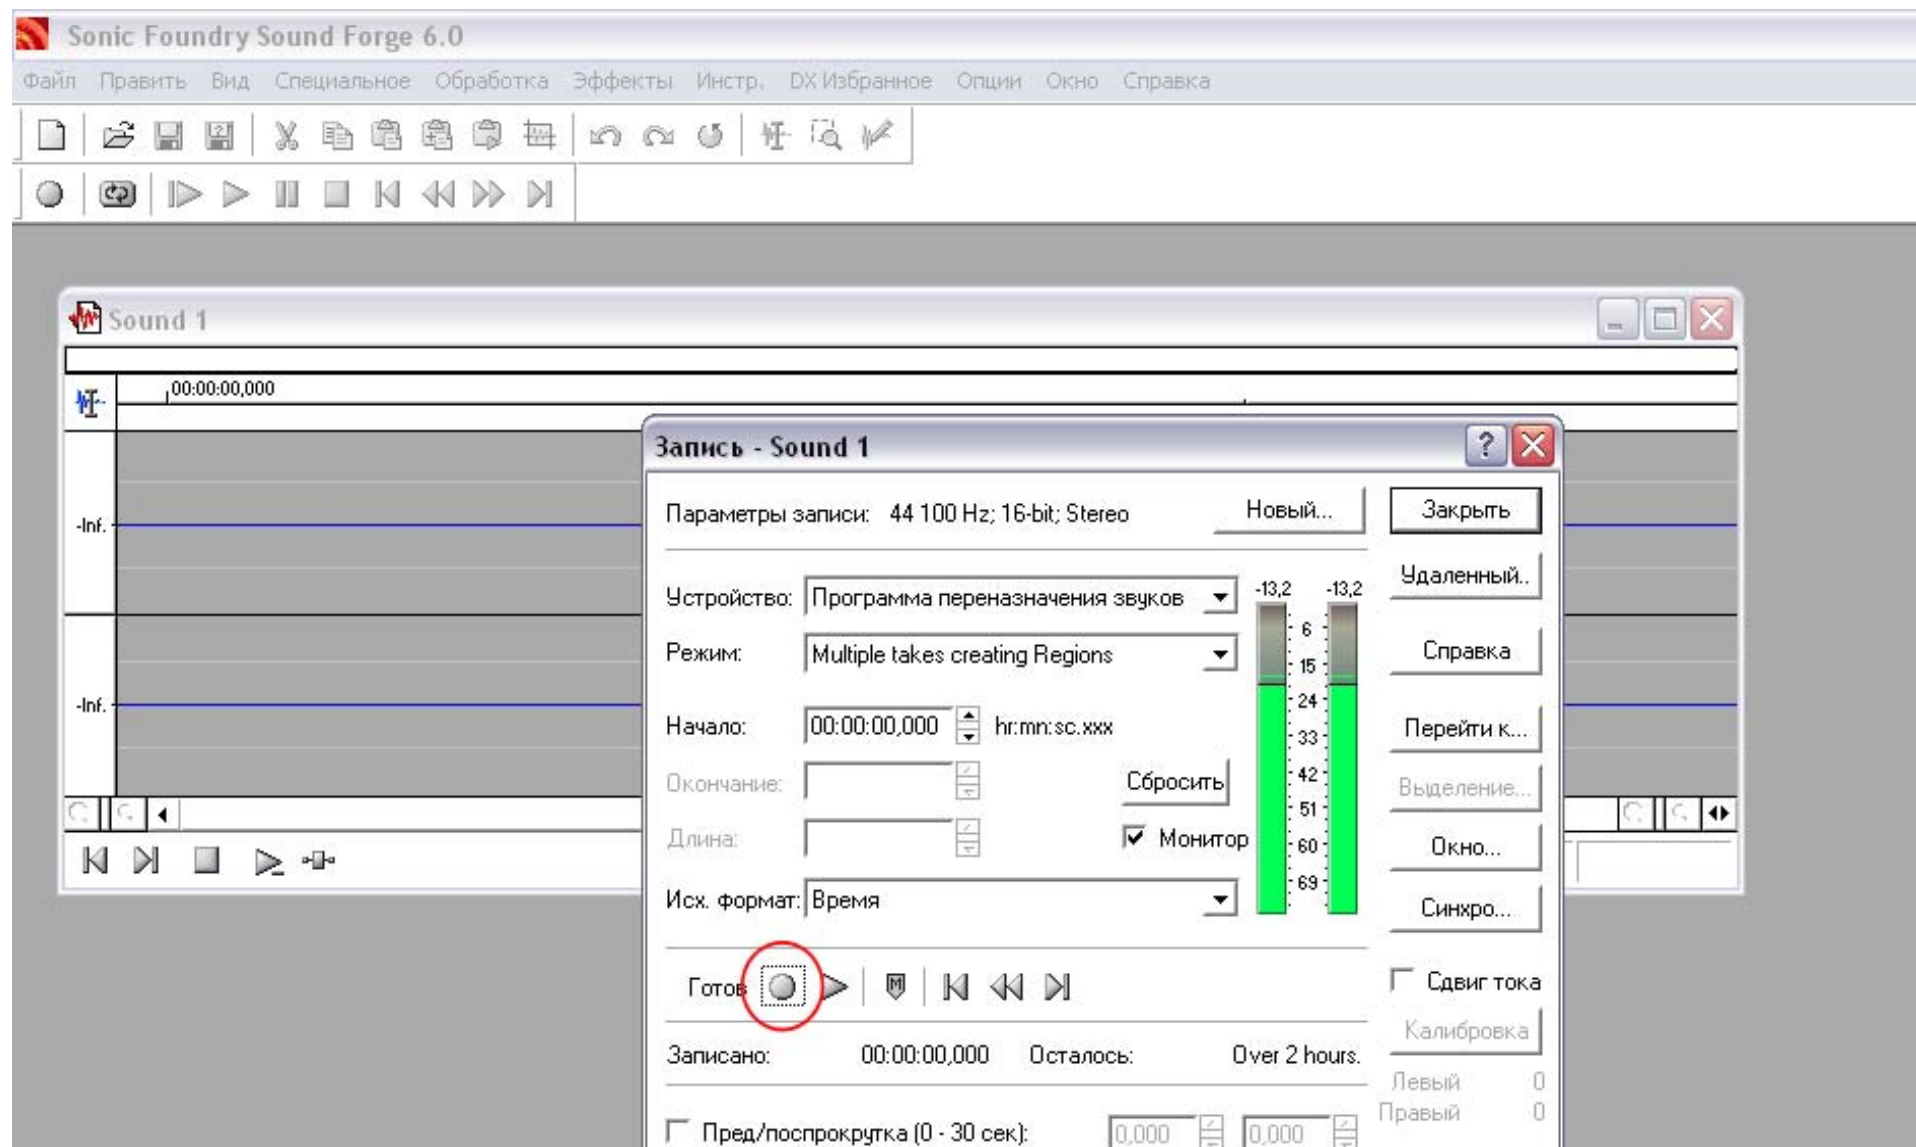 Sonic Foundry Sound Forge 6.0
Файл Править Вид Специальное Обработка Эффекты Инстр. DX Избранное Опции Окно Справка
Sound 1
00:00:00,000
-Inf.
-Inf.
Запись - Sound 1
Параметры записи: 44 100 Hz; 16-bit; Stereo Новый... Закрыть
Удаленный..
Устройство: Программа переназначения звуков -13,2 -13,2
6
Режим: Multiple takes creating Regions 15 Справка
24
Начало: 00:00:00,000 hr:mn:sc.xxx 33 Перейти к...
Окончание: Сбросить 42 Выделение...
51
Длина: Монитор 60 Окно...
69
Исх. формат: Время Синхро...
Готов M Сдвиг тока
Калибровка
Записано: 00:00:00,000 Осталось: Over 2 hours.
Левый 0
Правый 0
Пред/поспрокрутка (0 - 30 сек): 0,000 0,000